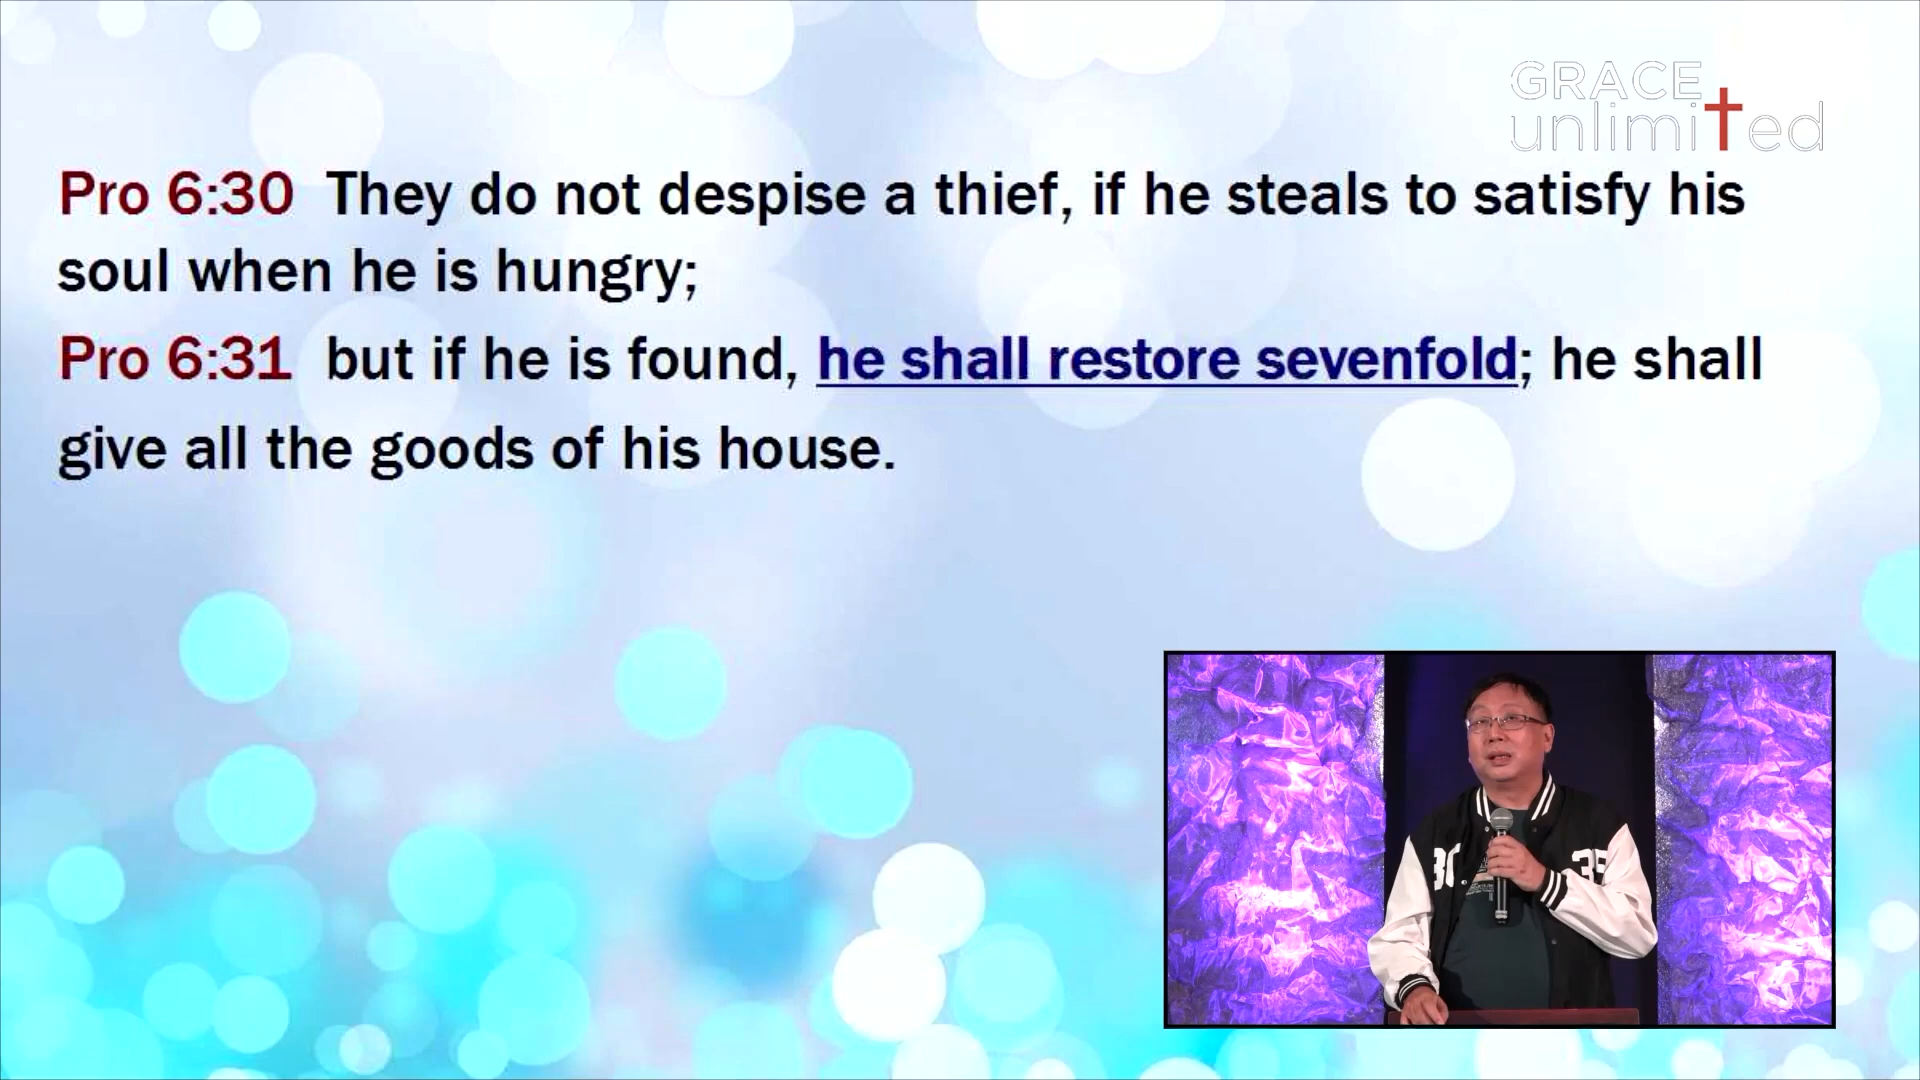 GRACE
unlimited
Pro 6:30 They do not despise a thief, if he steals to satisfy his
soul when he is hungry;
Pro 6:31 but if he is found, he shall restore sevenfold; he shall
give all the goods of his house.
30
35